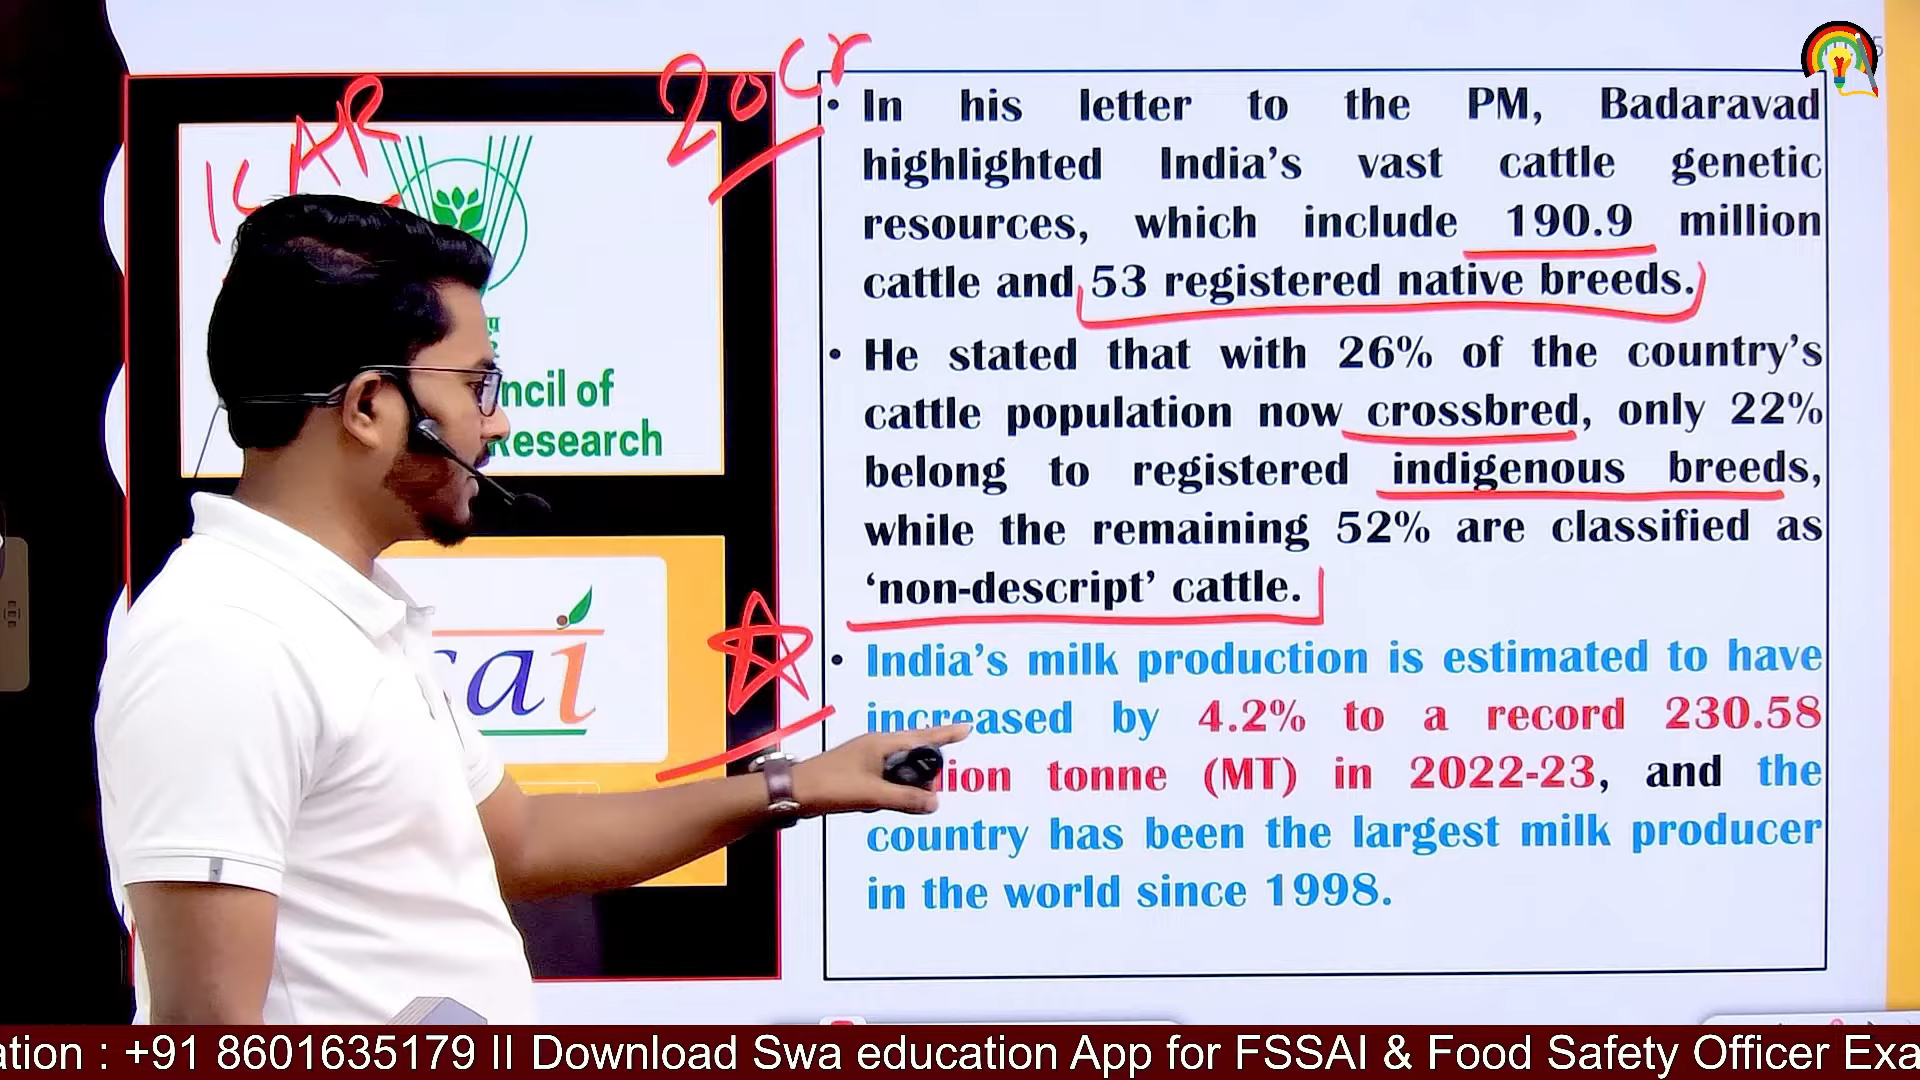 20 Cr
ICAR
ncil of
Research
sai
• In his letter to the PM, Badaravad
highlighted India’s vast cattle genetic
resources, which include 190.9 million
cattle and 53 registered native breeds.
• He stated that with 26% of the country’s
cattle population now crossbred, only 22%
belong to registered indigenous breeds,
while the remaining 52% are classified as
‘non-descript’ cattle.
• India’s milk production is estimated to have
increased by 4.2% to a record 230.58
lion tonne (MT) in 2022-23, and the
country has been the largest milk producer
in the world since 1998.
ation : +91 8601635179 II Download Swa education App for FSSAI & Food Safety Officer Exa